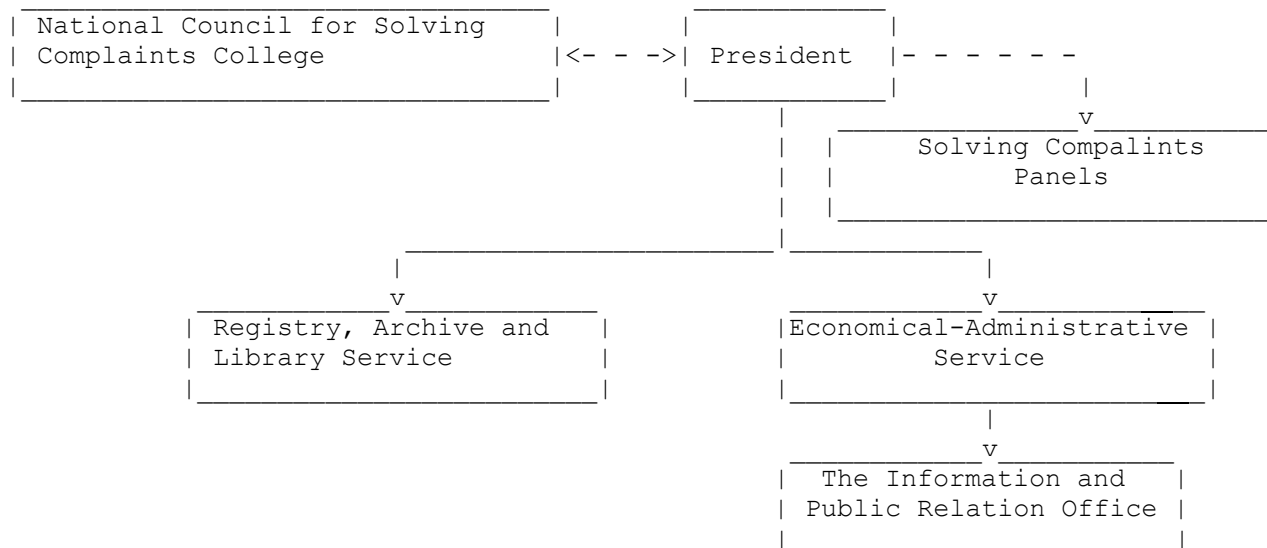 National Council for Solving
Complaints College
President
Solving Compalints
Panels
Registry, Archive and
Library Service
Economical-Administrative
Service
The Information and
Public Relation Office